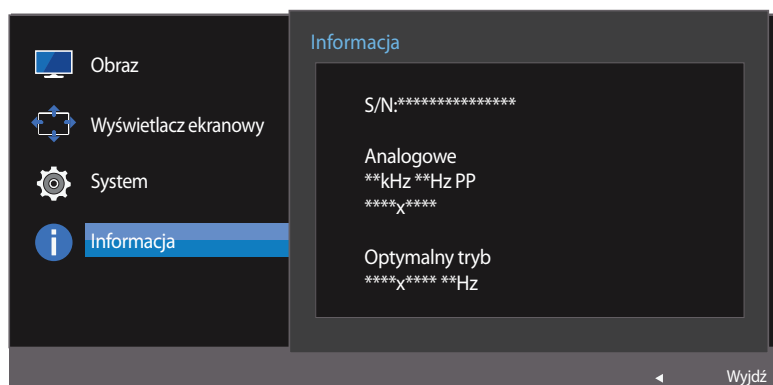 Obraz
Wyświetlacz ekranowy
System
Informacja
Informacja
S/N:***************
Analogowe
**kHz **Hz PP
****x****
Optymalny tryb
****x**** **Hz
Wyjdź